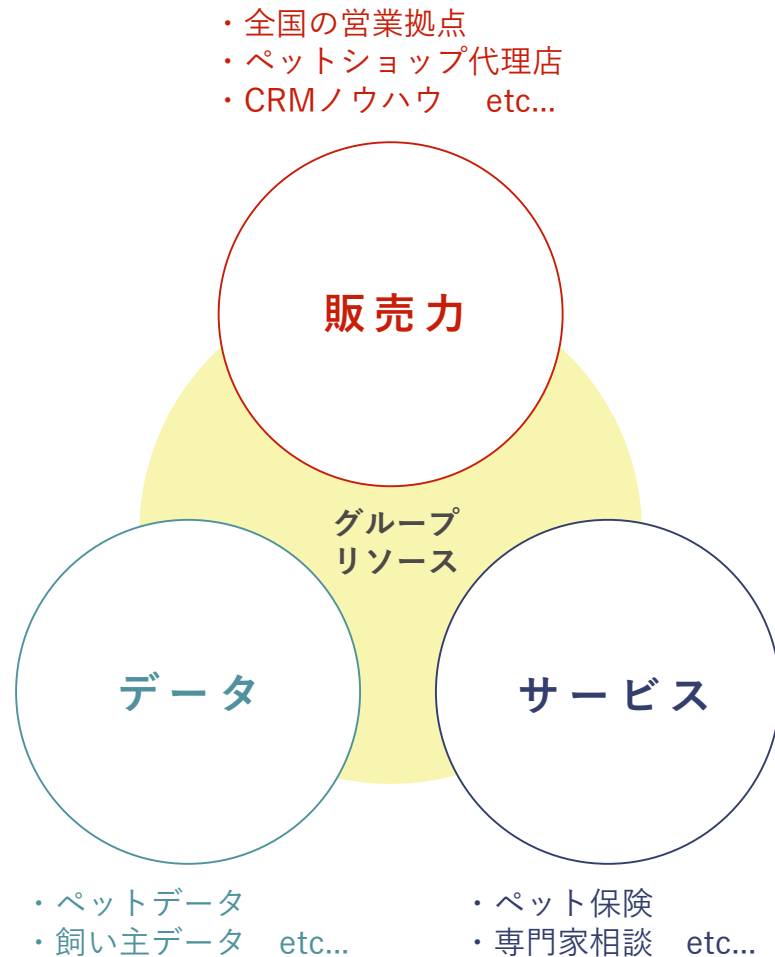 ・全国の営業拠点
・ペットショップ代理店
・CRMノウハウ　etc...
販売力
グループ
リソース
データ
サービス
・ペットデータ
・飼い主データ　etc...
・ペット保険
・専門家相談　etc...